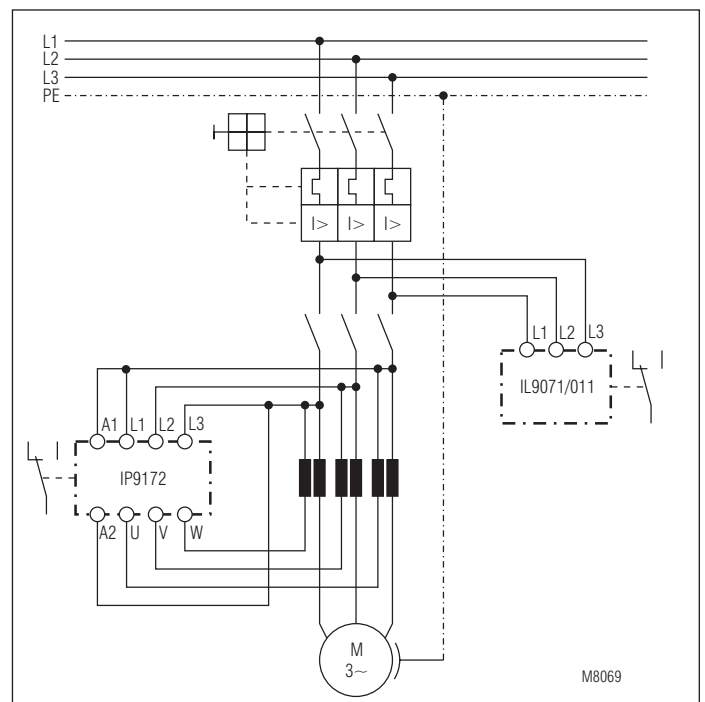 L1
L2
L3
PE
I> I> I>
L1 L2 L3
IL9071/011
A1 L1 L2 L3
IP9172
A2 U V W
M
3~
M8069